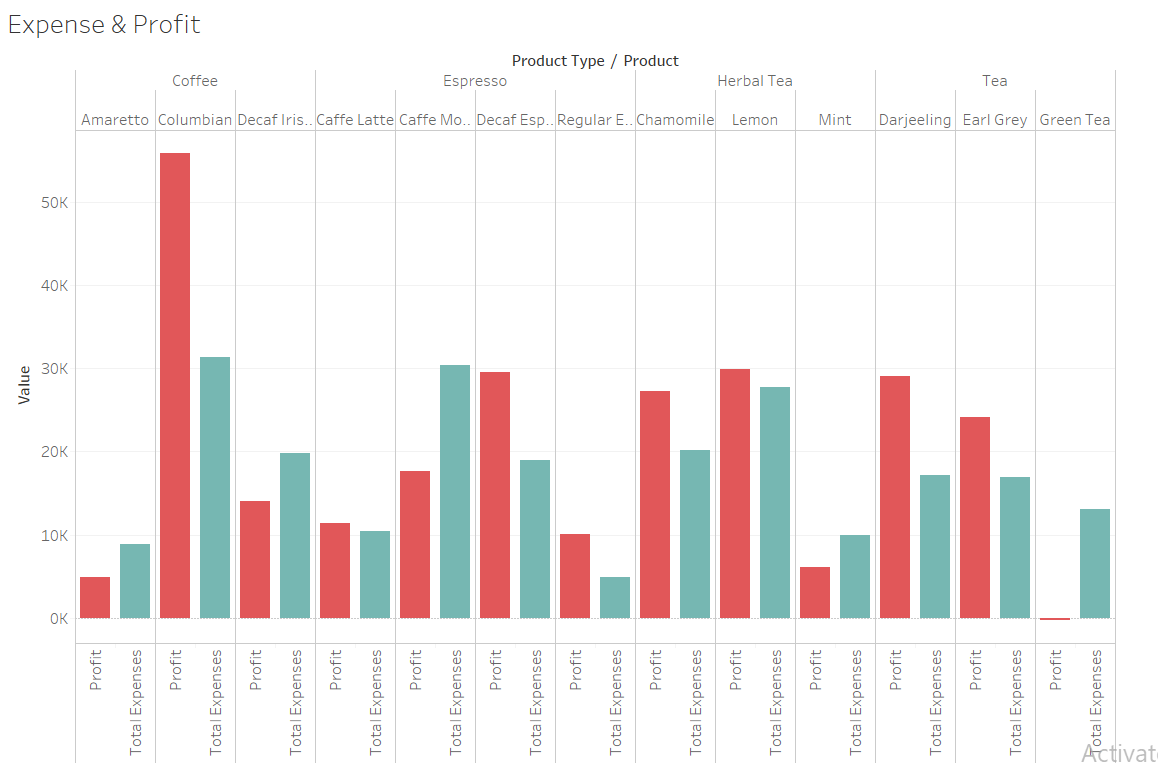 Expense & Profit
Product Type / Product
Coffee Espresso Herbal Tea Tea
Amaretto Columbian Decaf Iris.. Caffe Latte Caffe Mo.. Decaf Esp.. Regular E.. Chamomile Lemon Mint Darjeeling Earl Grey Green Tea
50K
40K
30K
20K
10K
0K
Value
Profit Total Expenses Profit Total Expenses Profit Total Expenses Profit Total Expenses Profit Total Expenses Profit Total Expenses Profit Total Expenses Profit Total Expenses Profit Total Expenses Profit Total Expenses Profit Total Expenses Profit Total Expenses Profit Total Expenses
Activat